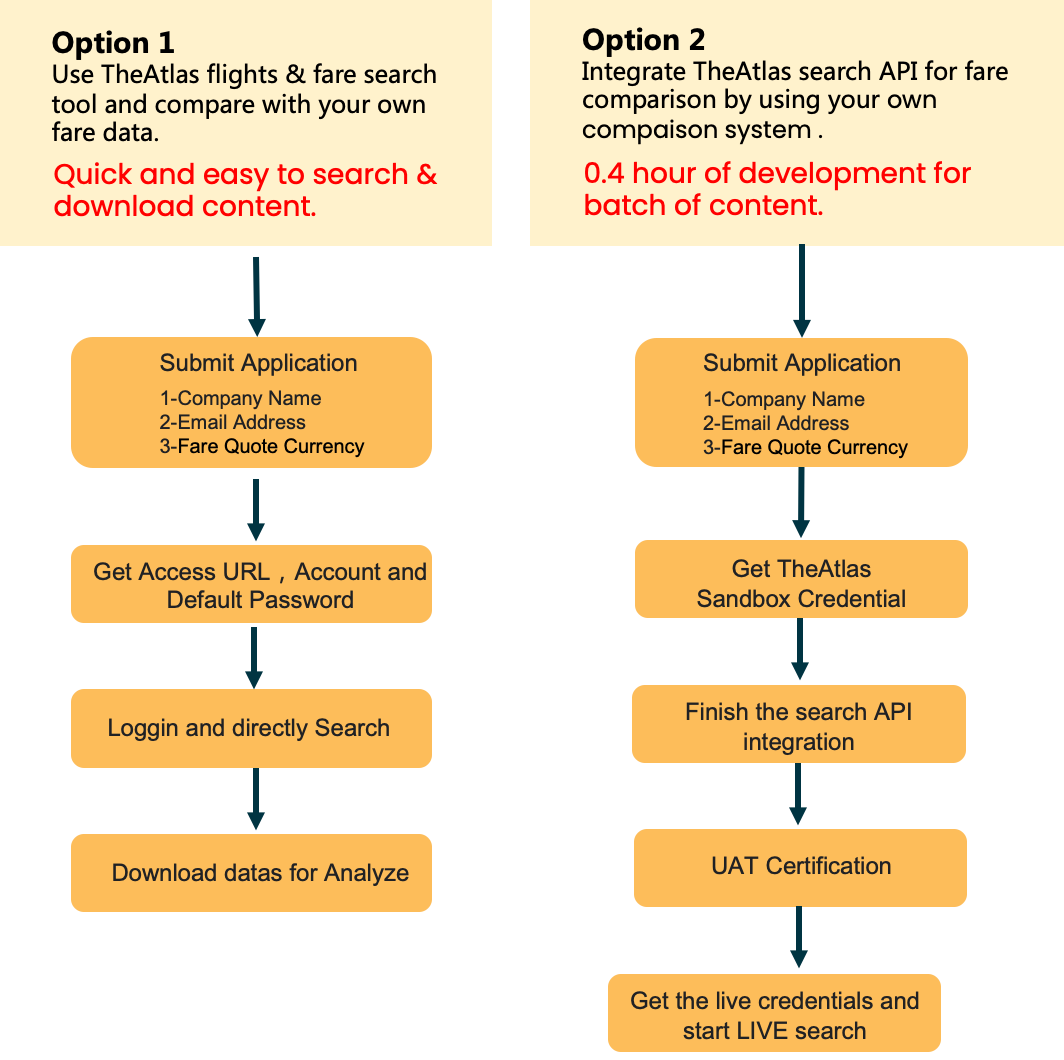 Option 1
Use TheAtlas flights & fare search
tool and compare with your own
fare data.
Quick and easy to search &
download content.
Submit Application
1-Company Name
2-Email Address
3-Fare Quote Currency
Get Access URL，Account and
Default Password
Loggin and directly Search
Download datas for Analyze
Option 2
Integrate TheAtlas search API for fare
comparison by using your own
compaison system .
0.4 hour of development for
batch of content.
Submit Application
1-Company Name
2-Email Address
3-Fare Quote Currency
Get TheAtlas
Sandbox Credential
Finish the search API
integration
UAT Certification
Get the live credentials and
start LIVE search